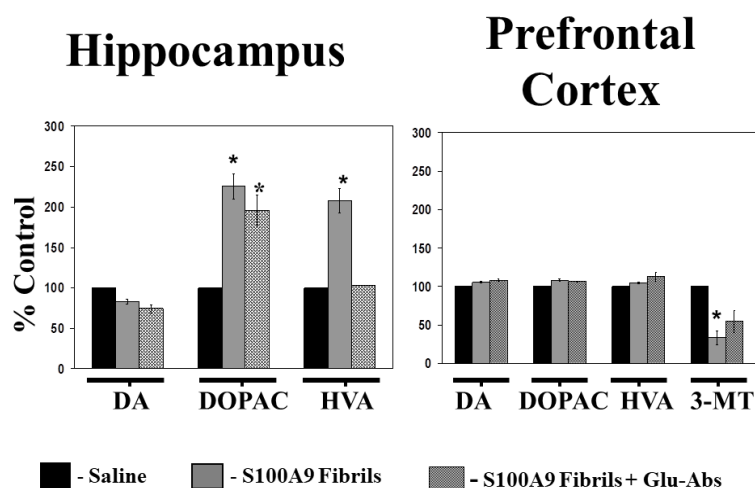 Hippocampus
Prefrontal
Cortex
% Control
300
250
200
150
100
50
0
* * *
DA DOPAC HVA
300
250
200
150
100
50
0
*
DA DOPAC HVA 3-MT
- Saline - S100A9 Fibrils - S100A9 Fibrils + Glu-Abs